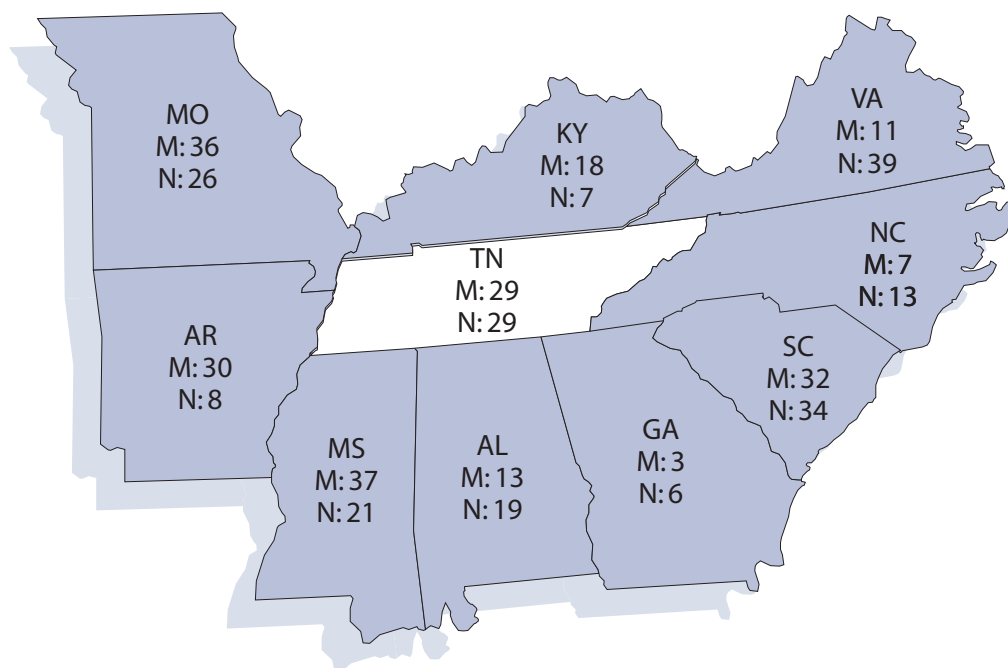 MO
M: 36
N: 26
KY
M: 18
N: 7
VA
M: 11
N: 39
NC
M: 7
N: 13
TN
M: 29
N: 29
AR
M: 30
N: 8
SC
M: 32
N: 34
MS
M: 37
N: 21
AL
M: 13
N: 19
GA
M: 3
N: 6